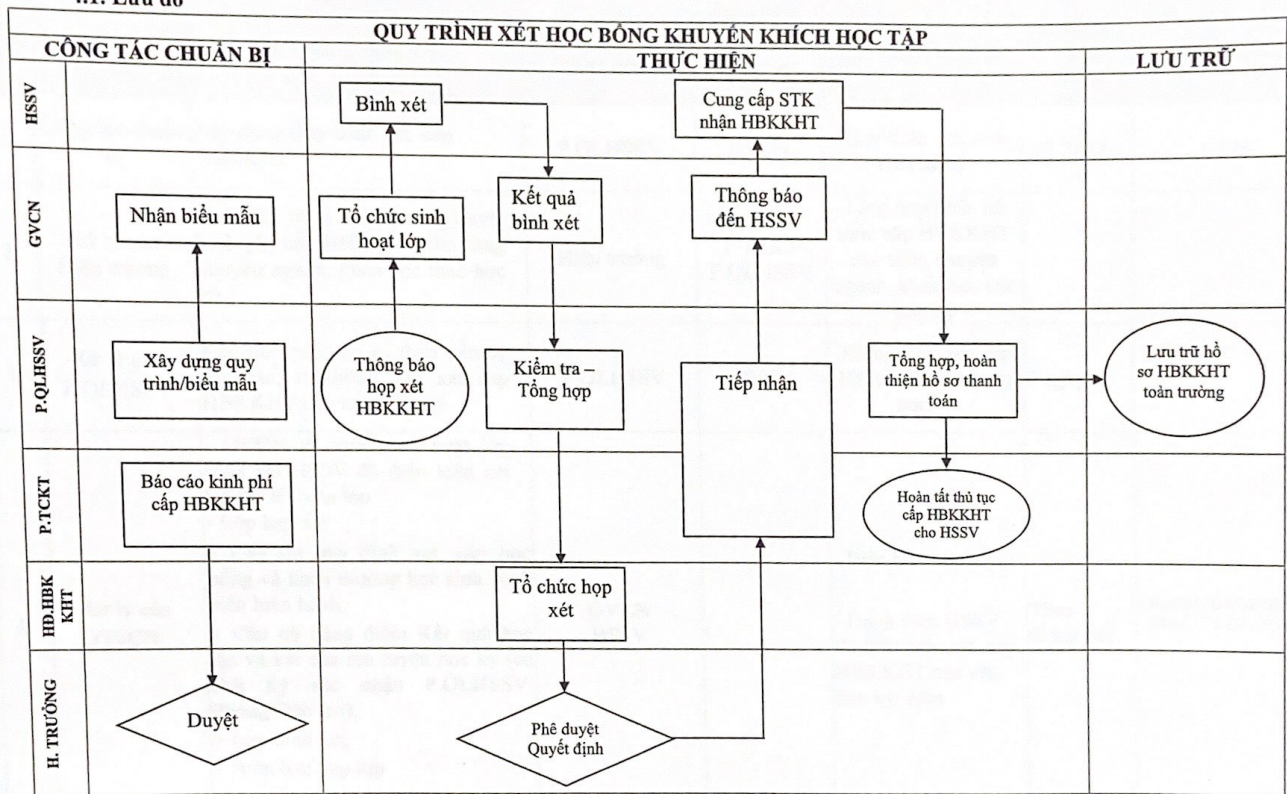 4.1. Lưu đồ
QUY TRÌNH XÉT HỌC BỔNG KHUYẾN KHÍCH HỌC TẬP
CÔNG TÁC CHUẨN BỊ
THỰC HIỆN
LƯU TRỮ
HSSV
Bình xét
Cung cấp STK
nhận HBKKHT
GVCN
Nhận biểu mẫu
Tổ chức sinh
hoạt lớp
Kết quả
bình xét
Thông báo
đến HSSV
P.QLHSSV
Xây dựng quy
trình/biểu mẫu
Thông báo
họp xét
HBKKHT
Kiểm tra –
Tổng hợp
Tiếp nhận
Tổng hợp, hoàn
thiện hồ sơ thanh
toán
Lưu trữ hồ
sơ HBKKHT
toàn trường
P.TCKT
Báo cáo kinh phí
cấp HBKKHT
Hoàn tất thủ tục
cấp HBKKHT
cho HSSV
HĐ.HBK
KHT
Tổ chức họp
xét
H. TRƯỞNG
Duyệt
Phê duyệt
Quyết định